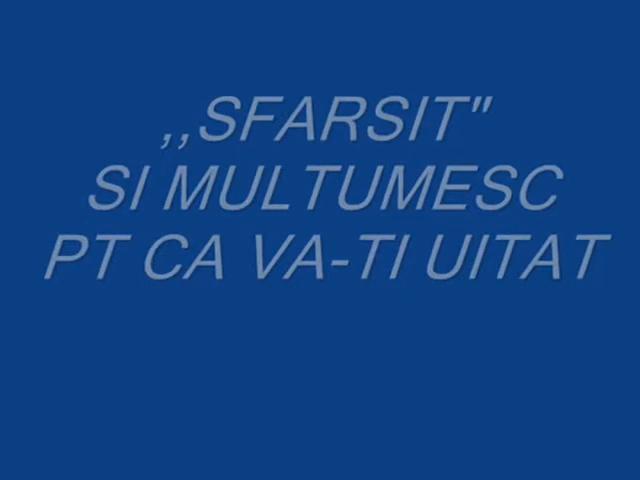 ,,SFARSIT"
SI MULTUMESC
PT CA VA-TI UITAT